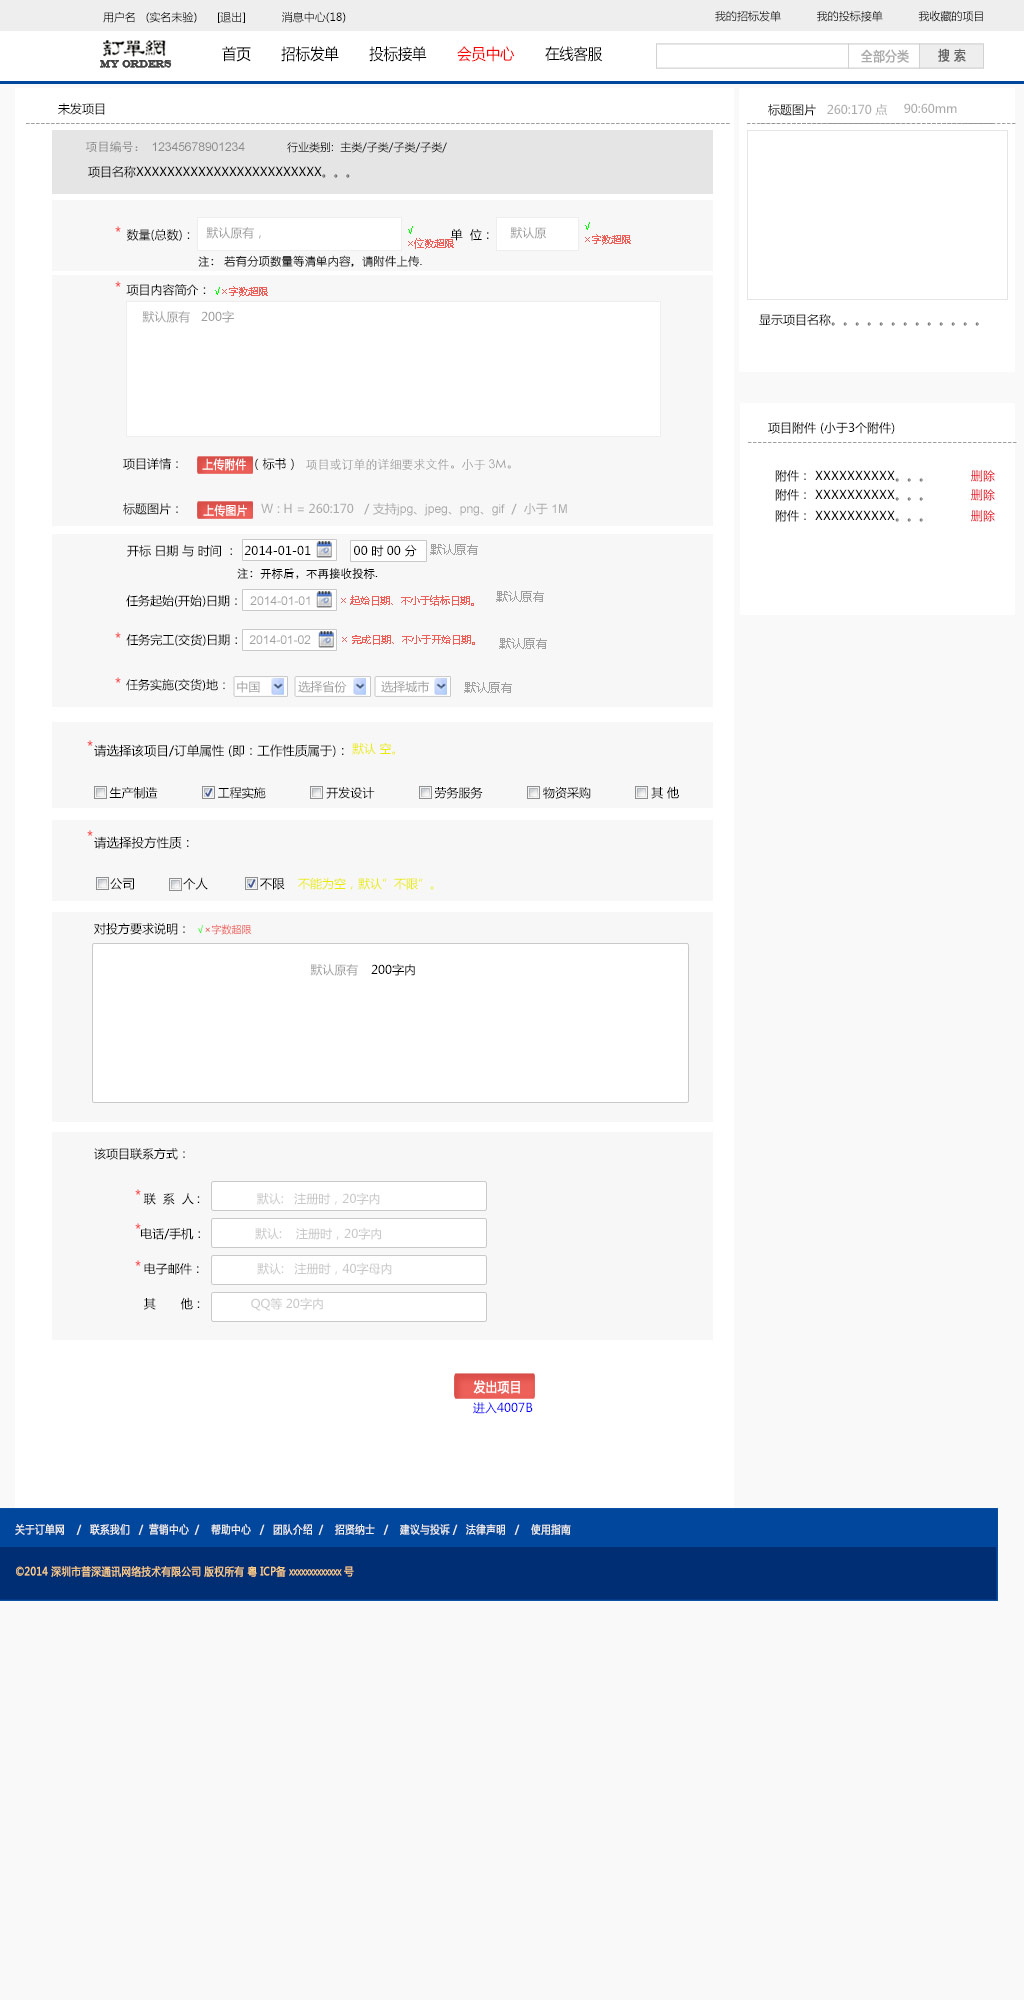 用户名 (实名未验) [退出] 消息中心(18) 我的招标发单 我的投标接单 我收藏的项目
訂單網
MY ORDERS
首页 招标发单 投标接单 会员中心 在线客服 全部分类 搜 索
未发项目
项目编号: 12345678901234 行业类别: 主类/子类/子类/子类/
项目名称XXXXXXXXXXXXXXXXXXXXXXXX。。。
* 数量(总数): 默认原有, √ ×位数超限 单 位: 默认原 √ ×字数超限
注: 若有分项数量等清单内容, 请附件上传.
* 项目内容简介: √×字数超限
默认原有 200字
项目详情: 上传附件 ( 标书 ) 项目或订单的详细要求文件。小于 3M。
标题图片: 上传图片 W : H = 260:170 / 支持jpg、jpeg、png、gif / 小于 1M
开标 日期 与 时间 : 2014-01-01 00 时 00 分 默认原有
注: 开标后, 不再接收投标.
任务起始(开始)日期: 2014-01-01 × 起始日期、不小于结标日期。 默认原有
* 任务完工(交货)日期: 2014-01-02 × 完成日期、不小于开始日期。 默认原有
* 任务实施(交货)地: 中国 选择省份 选择城市 默认原有
* 请选择该项目/订单属性 (即:工作性质属于): 默认 空。
生产制造 工程实施 开发设计 劳务服务 物资采购 其 他
* 请选择投方性质:
公司 个人 不限 不能为空, 默认" 不限" 。
对投方要求说明: √×字数超限
默认原有 200字内
该项目联系方式:
* 联 系 人: 默认: 注册时, 20字内
* 电话/手机: 默认: 注册时, 20字内
* 电子邮件: 默认: 注册时, 40字母内
其 他: QQ等 20字内
发出项目
进入4007B
标题图片 260:170 点 90:60mm
显示项目名称。。。。。。。。。。。。。
项目附件 (小于3个附件)
附件: XXXXXXXXXX。。。 删除
附件: XXXXXXXXXX。。。 删除
附件: XXXXXXXXXX。。。 删除
关于订单网 / 联系我们 / 营销中心 / 帮助中心 / 团队介绍 / 招贤纳士 / 建议与投诉 / 法律声明 / 使用指南
©2014 深圳市普深通讯网络技术有限公司 版权所有 粤 ICP备 xxxxxxxxxxxx 号